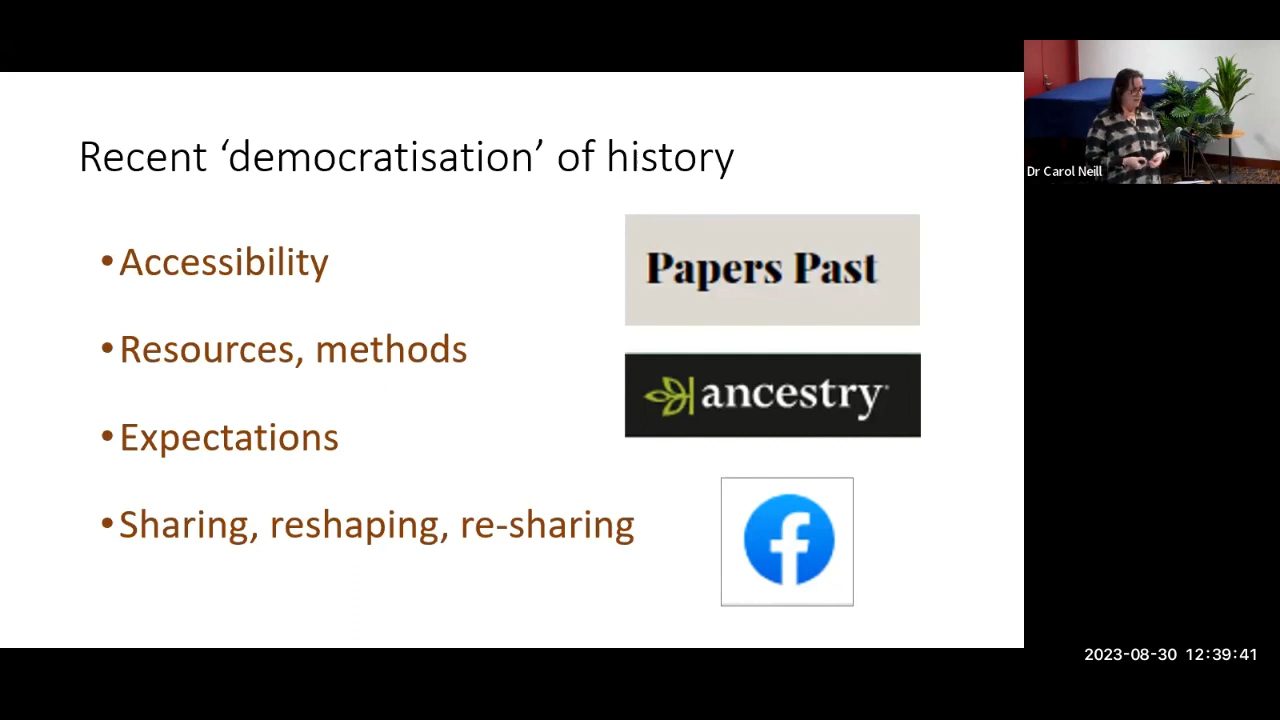 Recent ‘democratisation’ of history
•Accessibility
•Resources, methods
•Expectations
•Sharing, reshaping, re-sharing
Papers Past
ancestry
f
Dr Carol Neill
2023-08-30 12:39:41